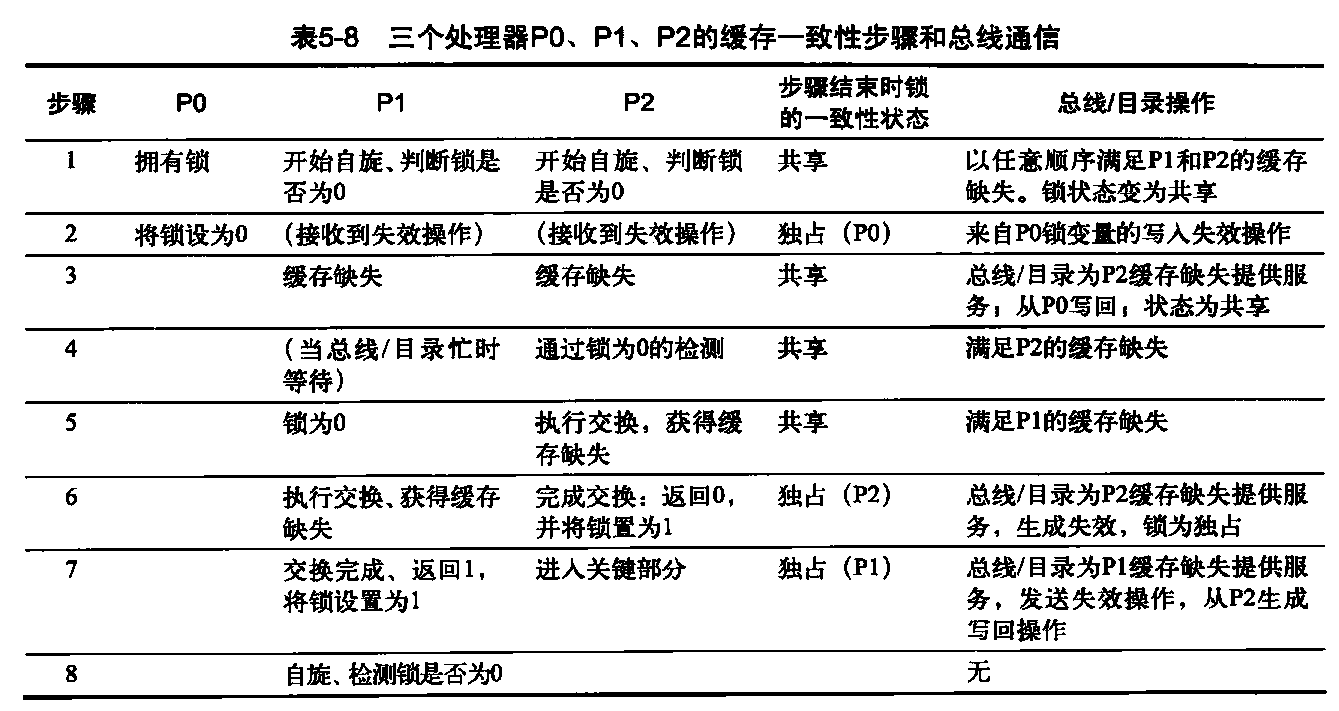 表5-8 三个处理器P0、P1、P2的缓存一致性步骤和总线通信
步骤 P0 P1 P2 步骤结束时锁的一致性状态 总线/目录操作
1 拥有锁 开始自旋、判断锁是否为0 开始自旋、判断锁是否为0 共享 以任意顺序满足P1和P2的缓存缺失。锁状态变为共享
2 将锁设为0 (接收到失效操作) (接收到失效操作) 独占(P0) 来自P0锁变量的写入失效操作
3 缓存缺失 缓存缺失 共享 总线/目录为P2缓存缺失提供服务；从P0写回；状态为共享
4 (当总线/目录忙时等待) 通过锁为0的检测 共享 满足P2的缓存缺失
5 锁为0 执行交换，获得缓存缺失 共享 满足P1的缓存缺失
6 执行交换、获得缓存缺失 完成交换：返回0，并将锁置为1 独占(P2) 总线/目录为P2缓存缺失提供服务，生成失效，锁为独占
7 交换完成、返回1，将锁设置为1 进入关键部分 独占(P1) 总线/目录为P1缓存缺失提供服务，发送失效操作，从P2生成写回操作
8 自旋、检测锁是否为0 无